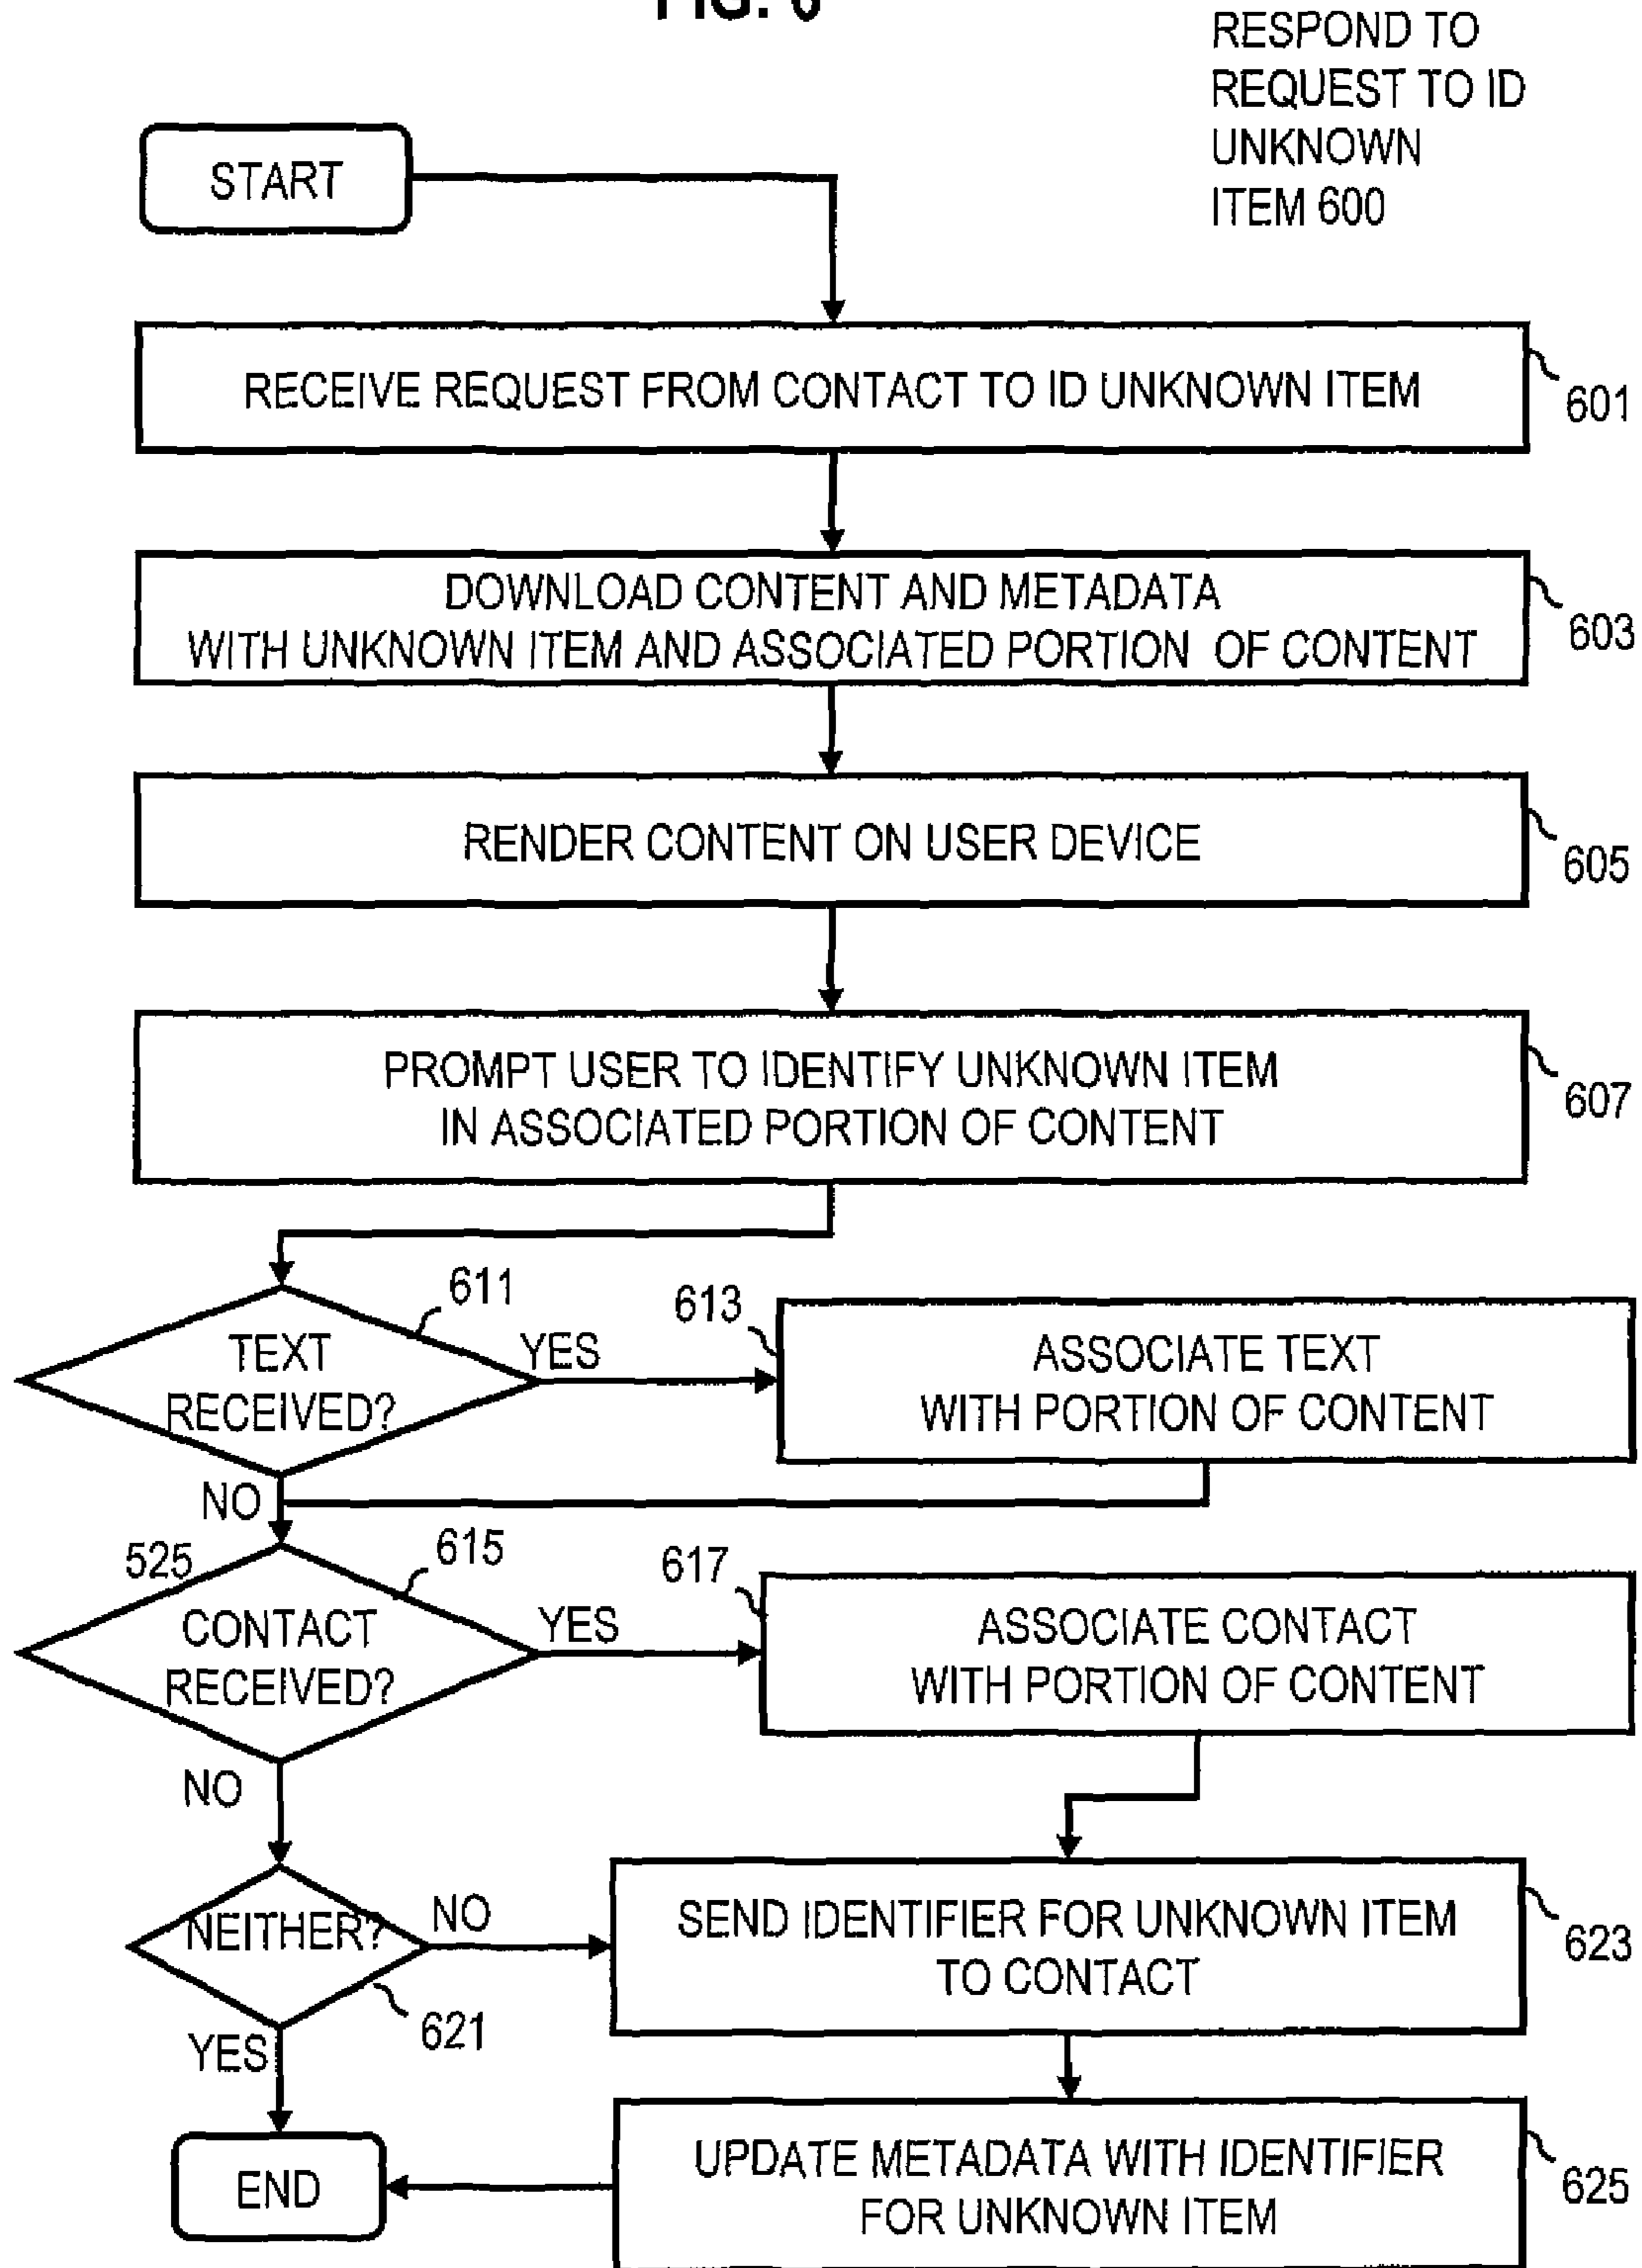 RESPOND TO
REQUEST TO ID
UNKNOWN
ITEM 600
START
RECEIVE REQUEST FROM CONTACT TO ID UNKNOWN ITEM
601
DOWNLOAD CONTENT AND METADATA
WITH UNKNOWN ITEM AND ASSOCIATED PORTION OF CONTENT
603
RENDER CONTENT ON USER DEVICE
605
PROMPT USER TO IDENTIFY UNKNOWN ITEM
IN ASSOCIATED PORTION OF CONTENT
607
611
TEXT
RECEIVED?
YES
613
ASSOCIATE TEXT
WITH PORTION OF CONTENT
NO
525
615
CONTACT
RECEIVED?
YES
617
ASSOCIATE CONTACT
WITH PORTION OF CONTENT
NO
NEITHER?
NO
621
SEND IDENTIFIER FOR UNKNOWN ITEM
TO CONTACT
623
YES
END
UPDATE METADATA WITH IDENTIFIER
FOR UNKNOWN ITEM
625